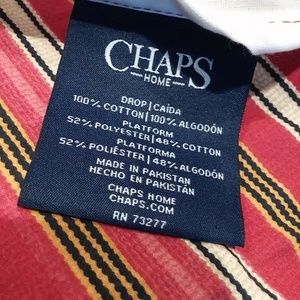 CHAPS
HOME
DROP|CAÍDA
100% COTTON|100% ALGODÓN
PLATFORM
52% POLYESTER|48% COTTON
PLATFORMA
52% POLIÉSTER|48% ALGODÓN
MADE IN PAKISTAN
HECHO EN PAKISTAN
CHAPS HOME
CHAPS.COM
RN 73277